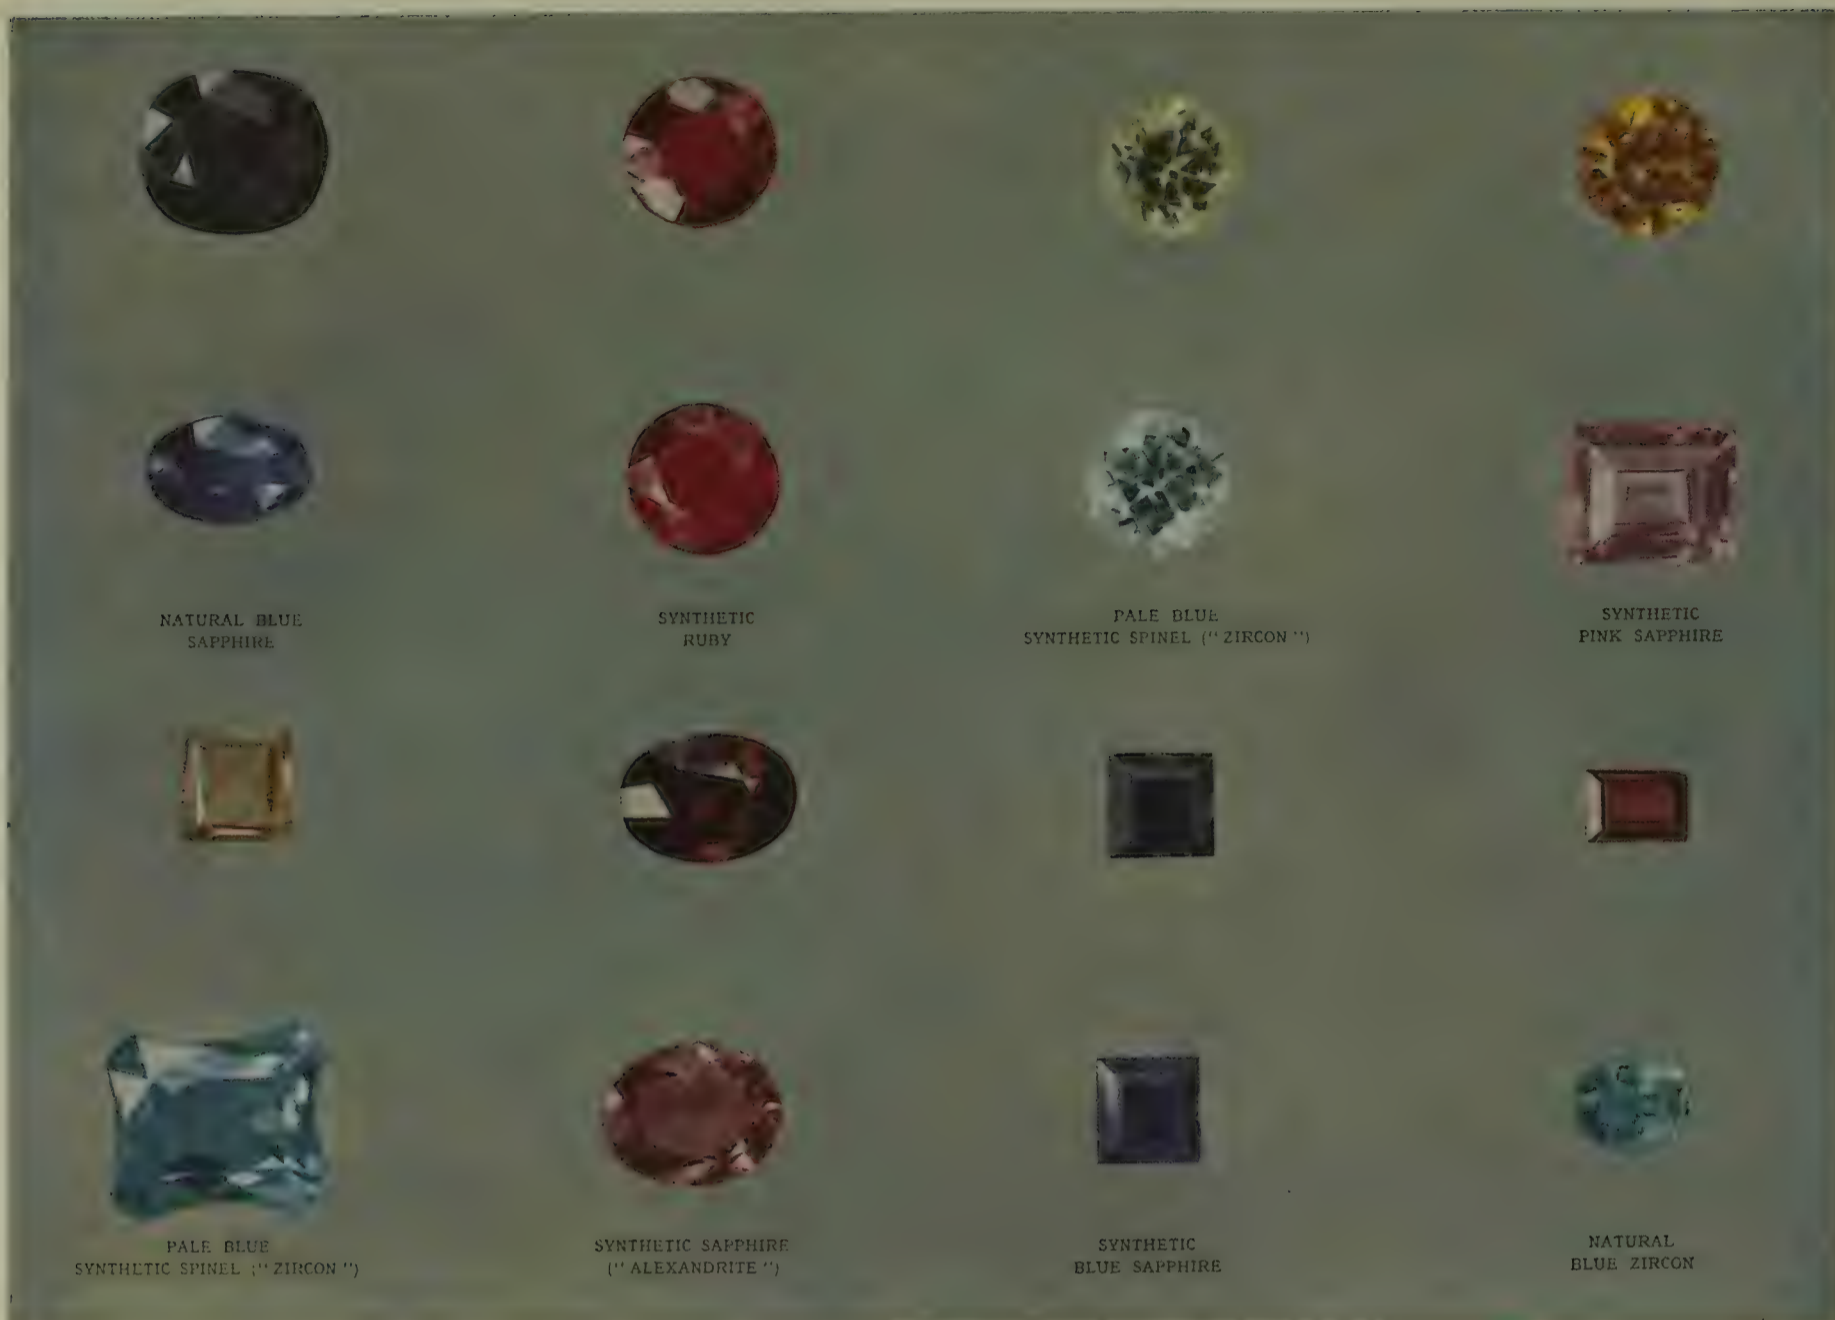 NATURAL BLUE
SAPPHIRE
SYNTHETIC
RUBY
PALE BLUE
SYNTHETIC SPINEL ("ZIRCON")
SYNTHETIC
PINK SAPPHIRE
PALE BLUE
SYNTHETIC SPINEL ("ZIRCON")
SYNTHETIC SAPPHIRE
("ALEXANDRITE")
SYNTHETIC
BLUE SAPPHIRE
NATURAL
BLUE ZIRCON